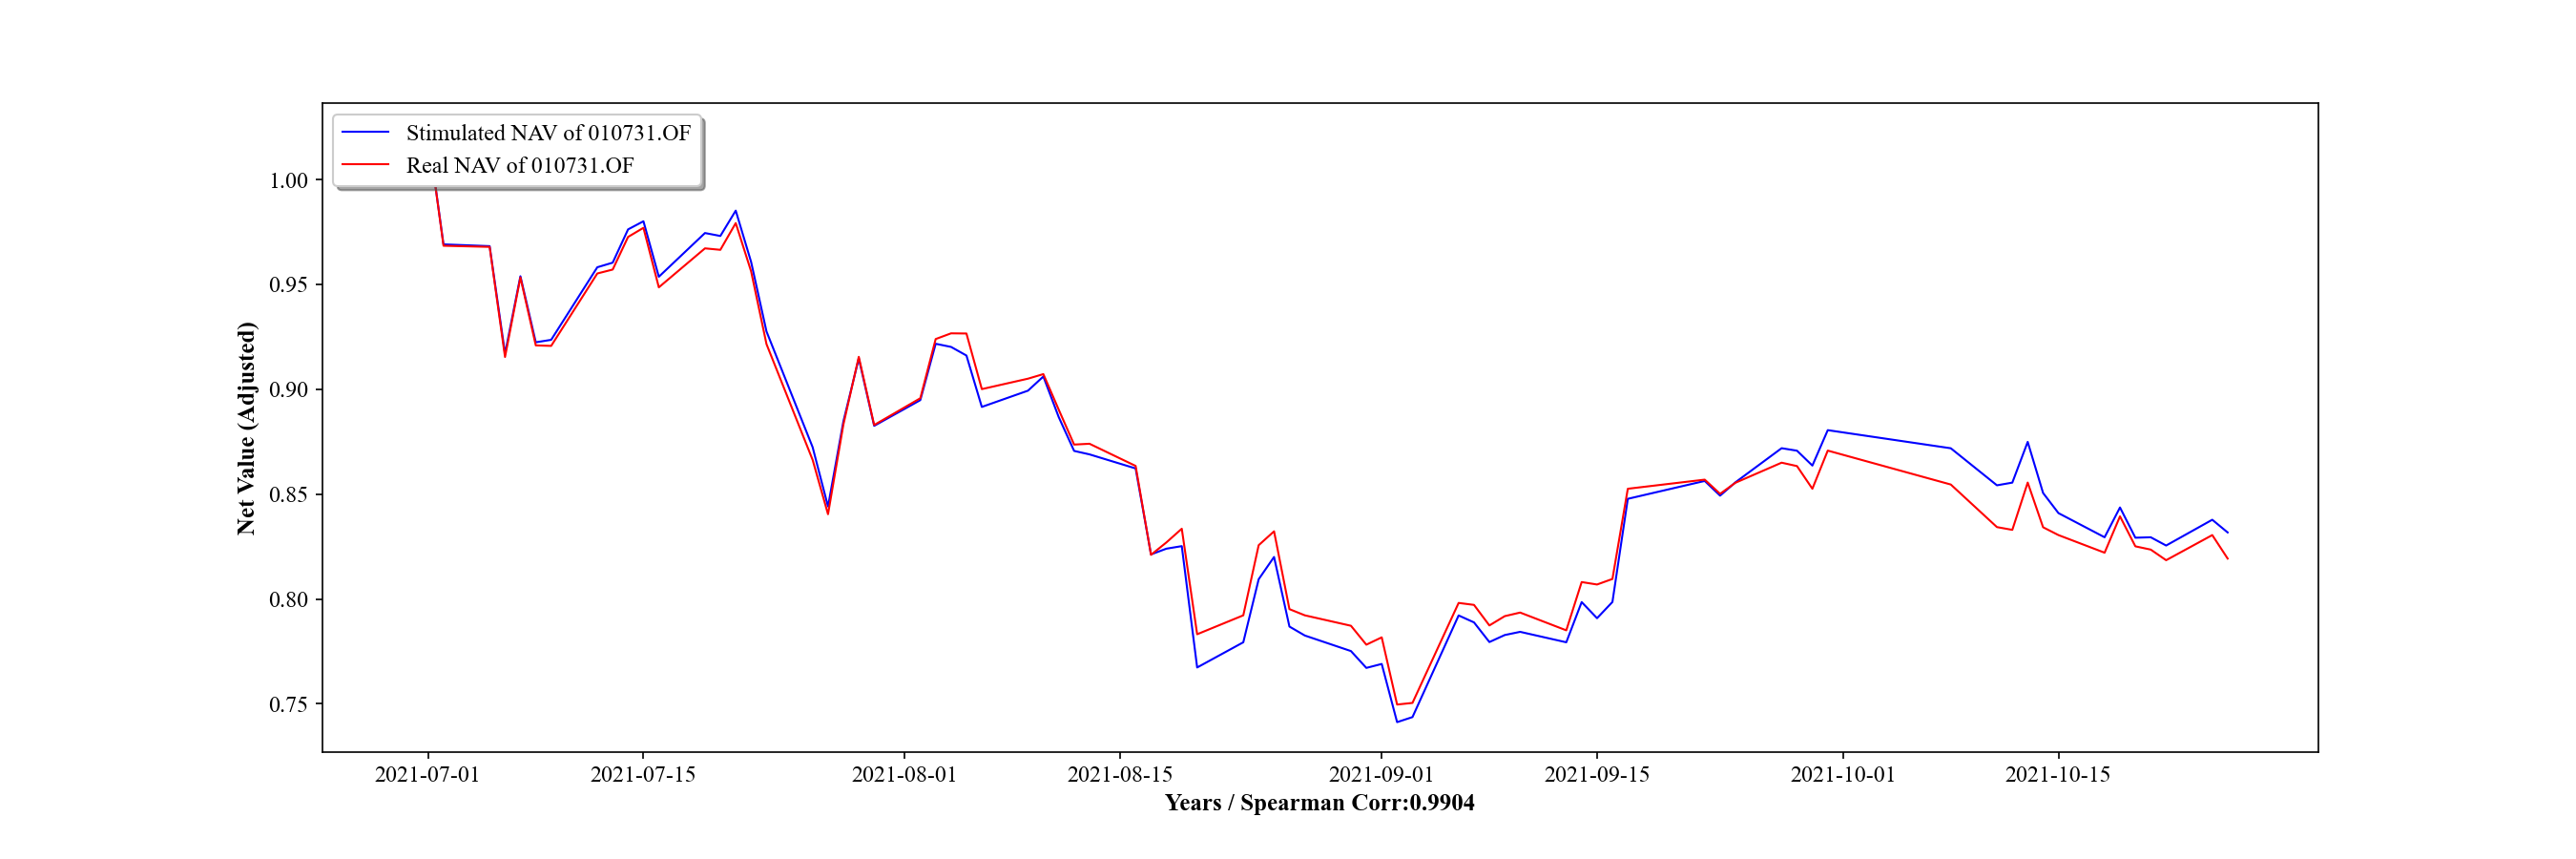 Stimulated NAV of 010731.OF
Real NAV of 010731.OF
1.00
0.95
0.90
0.85
0.80
0.75
Net Value (Adjusted)
2021-07-01 2021-07-15 2021-08-01 2021-08-15 2021-09-01 2021-09-15 2021-10-01 2021-10-15
Years / Spearman Corr:0.9904